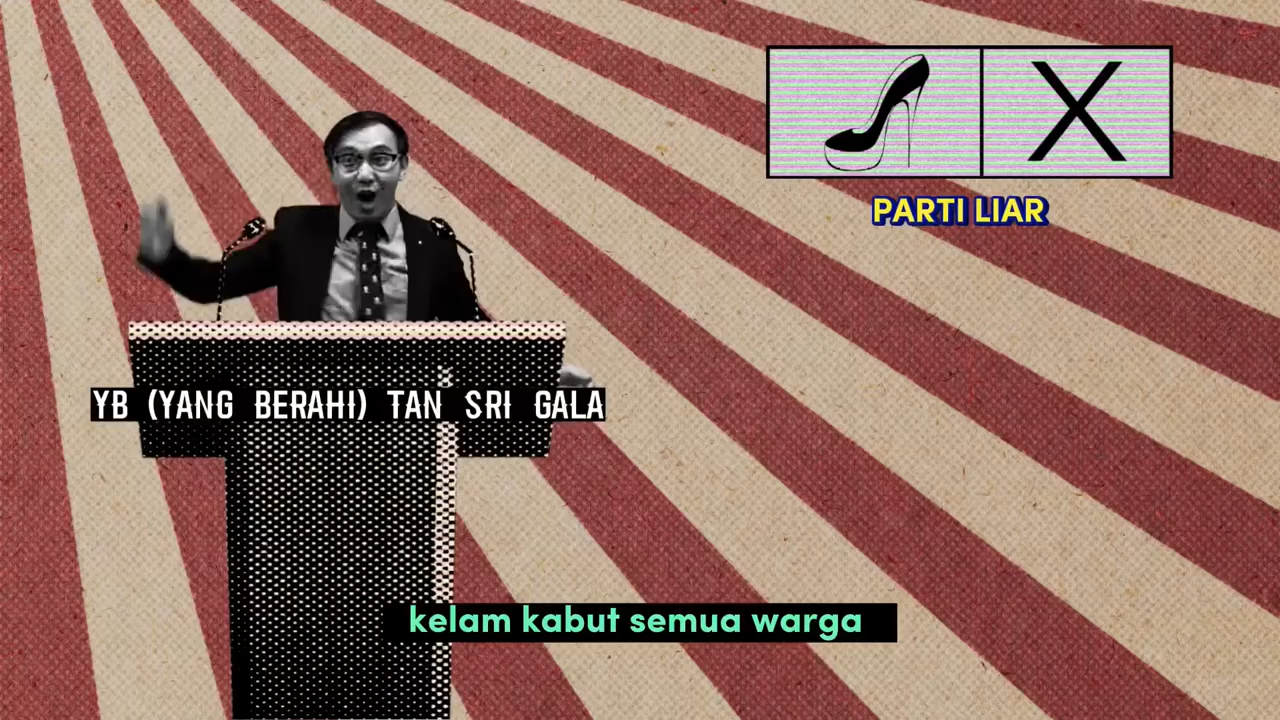 X
PARTI LIAR
YB (YANG BERAHI) TAN SRI GALA
kelam kabut semua warga